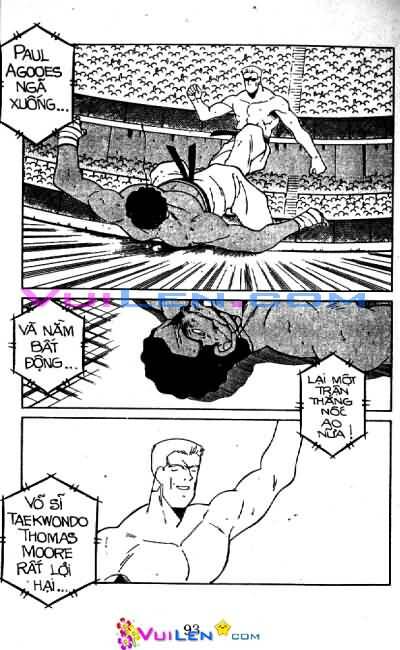 PAUL
AGOOES
NGÃ
XUỐNG...
VUILEN.COM
VÀ NẰM
BẤT
ĐỘNG...
LẠI MỘT
TRẬN
THẮNG
NỐC
AO
NỮA!
VÕ SĨ
TAEKWONDO
THOMAS
MOORE
RẤT LỢI
HẠI...
93
VUILEN.COM